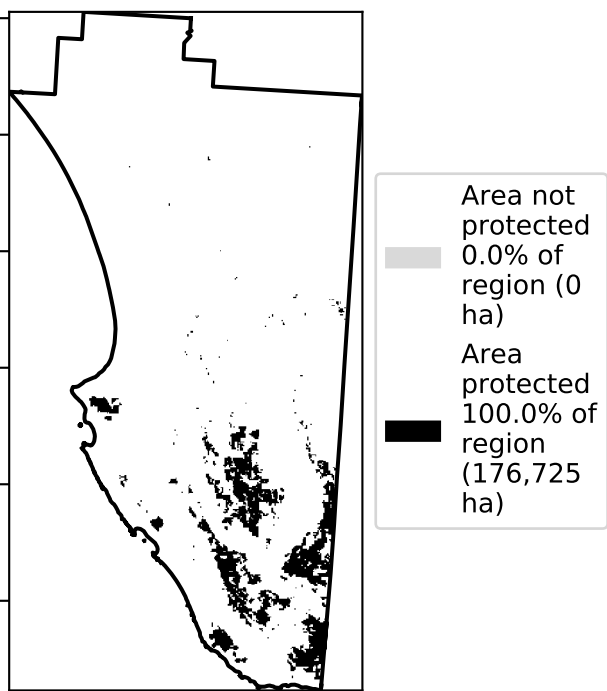 Area not
protected
0.0% of
region (0
ha)
Area
protected
100.0% of
region
(176,725
ha)